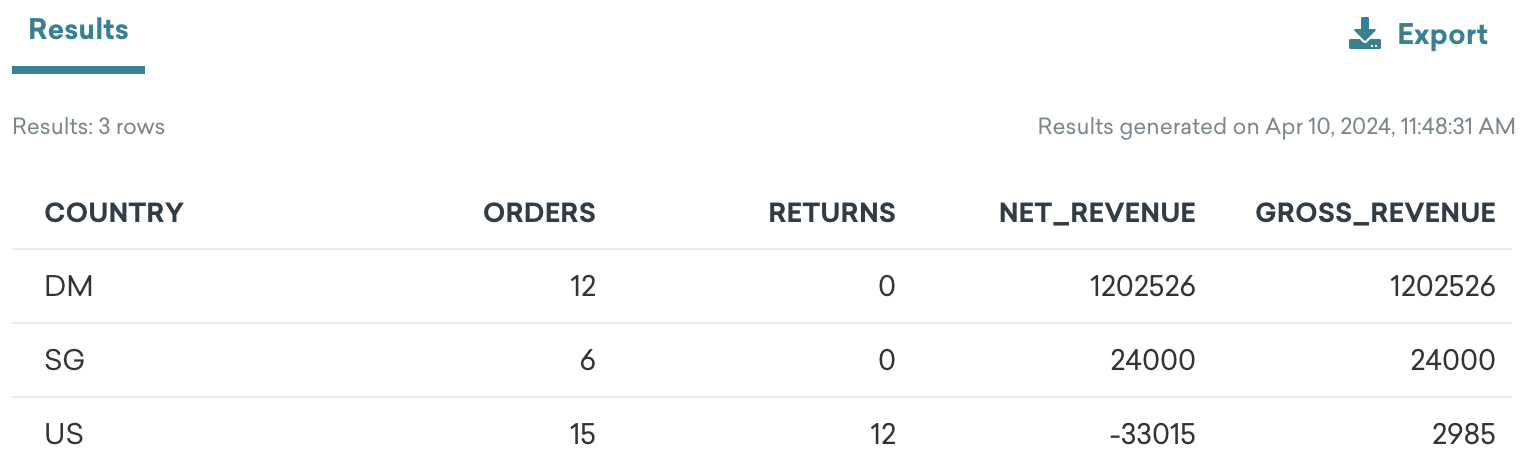 Results
Export
Results: 3 rows
Results generated on Apr 10, 2024, 11:48:31 AM
COUNTRY ORDERS RETURNS NET_REVENUE GROSS_REVENUE
DM 12 0 1202526 1202526
SG 6 0 24000 24000
US 15 12 -33015 2985